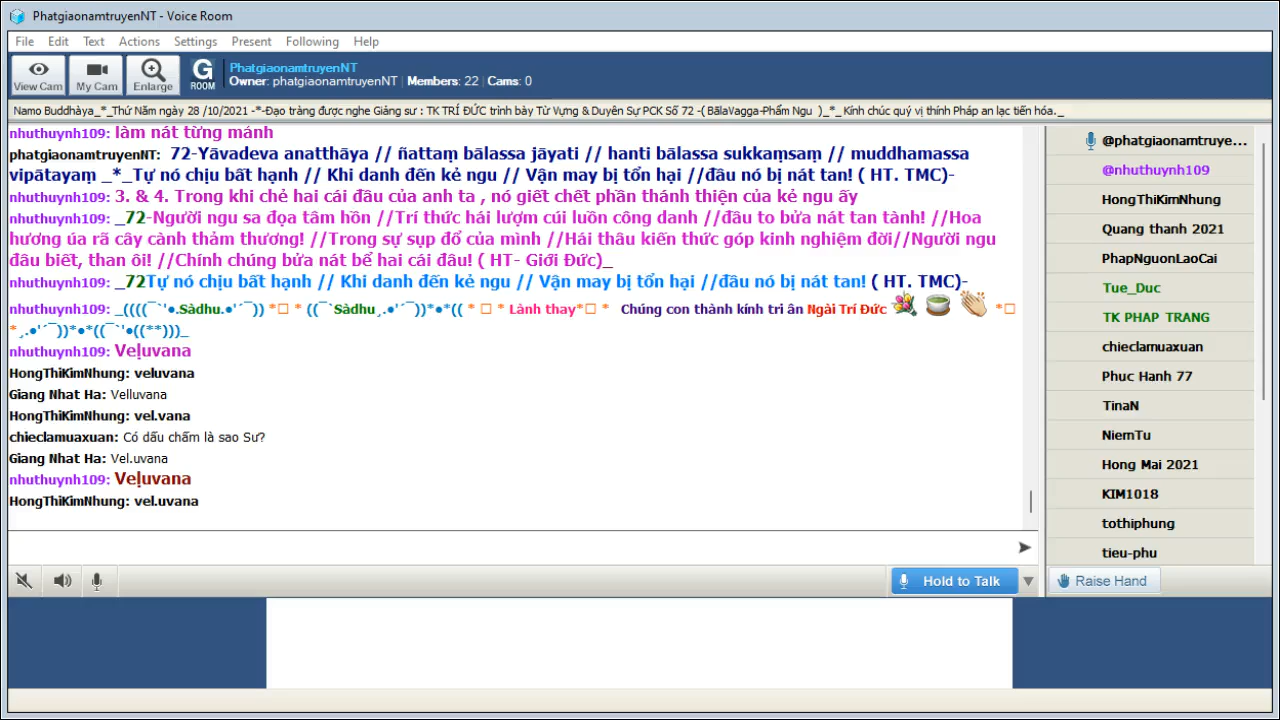 PhatgiaonamtruyenNT - Voice Room
File Edit Text Actions Settings Present Following Help
View Cam My Cam Enlarge G ROOM
PhatgiaonamtruyenNT
Owner: phatgiaonamtruyenNT | Members: 22 | Cams: 0
Namo Buddhàya_*_Thứ Năm ngày 28 /10/2021 -*-Đạo tràng được nghe Giảng sư : TK TRÍ ĐỨC trình bày Từ Vựng & Duyên Sự PCK Số 72 -( BãlaVagga-Phẩm Ngu )_*_ Kính chúc quý vị thính Pháp an lạc tiến hóa._
nhuthuynh109: làm nát từng mảnh
phatgiaonamtruyenNT: 72-Yāvadeva anatthāya // ñattaṃ bālassa jāyati // hanti bālassa sukkaṃsaṃ // muddhamassa
vipātayaṃ _*_Tự nó chịu bất hạnh // Khi danh đến kẻ ngu // Vận may bị tổn hại //đầu nó bị nát tan! ( HT. TMC)-
nhuthuynh109: 3. & 4. Trong khi chẻ hai cái đầu của anh ta , nó giết chết phần thánh thiện của kẻ ngu ấy
nhuthuynh109: _72-Người ngu sa đọa tâm hồn //Trí thức hái lượm cúi luồn công danh //đầu to bửa nát tan tành! //Hoa
hương úa rã cây cành thảm thương! //Trong sự sụp đổ của mình //Hái thâu kiến thức góp kinh nghiệm đời//Người ngu
đâu biết, than ôi! //Chính chúng bửa nát bể hai cái đầu! ( HT- Giới Đức)_
nhuthuynh109: _72Tự nó chịu bất hạnh // Khi danh đến kẻ ngu // Vận may bị tổn hại //đầu nó bị nát tan! ( HT. TMC)-
nhuthuynh109: _((((¯`'•.Sàdhu.•'´¯)) *□ * ((¯`Sàdhu¸.•'´¯))*•*(( * □ * Lành thay*□ * Chúng con thành kính tri ân Ngài Trí Đức *□
*¸.•'´¯))*•*((¯`'•((**)))_
nhuthuynh109: Veḷuvana
HongThiKimNhung: veluvana
Giang Nhat Ha: Velluvana
HongThiKimNhung: vel.vana
chieclamuaxuan: Có dấu chấm là sao Sư?
Giang Nhat Ha: Vel.uvana
nhuthuynh109: Veḷuvana
HongThiKimNhung: vel.uvana
@phatgiaonamtruye...
@nhuthuynh109
HongThiKimNhung
Quang thanh 2021
PhapNguonLaoCai
Tue_Duc
TK PHAP TRANG
chieclamuaxuan
Phuc Hanh 77
TinaN
NiemTu
Hong Mai 2021
KIM1018
tothiphung
tieu-phu
Hold to Talk
Raise Hand